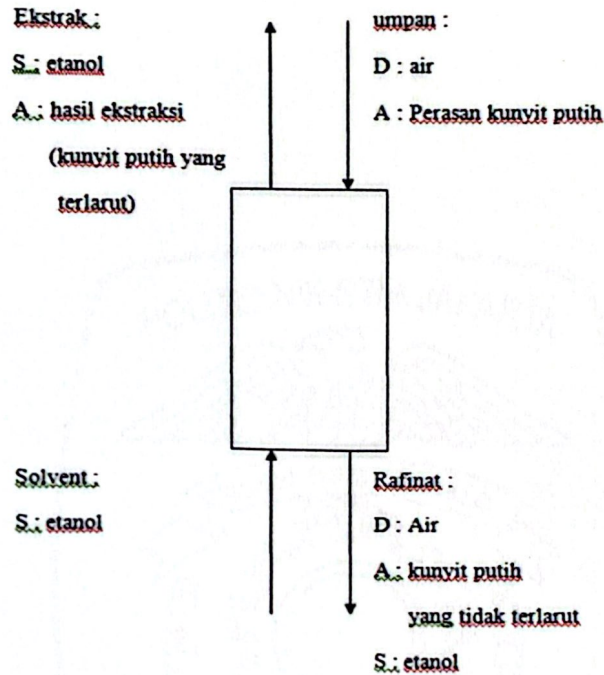 Ekstrak :
S : etanol
A : hasil ekstraksi
(kunyit putih yang
terlarut)
umpan :
D : air
A : Perasan kunyit putih
Solvent :
S : etanol
Rafinat :
D : Air
A : kunyit putih
yang tidak terlarut
S : etanol